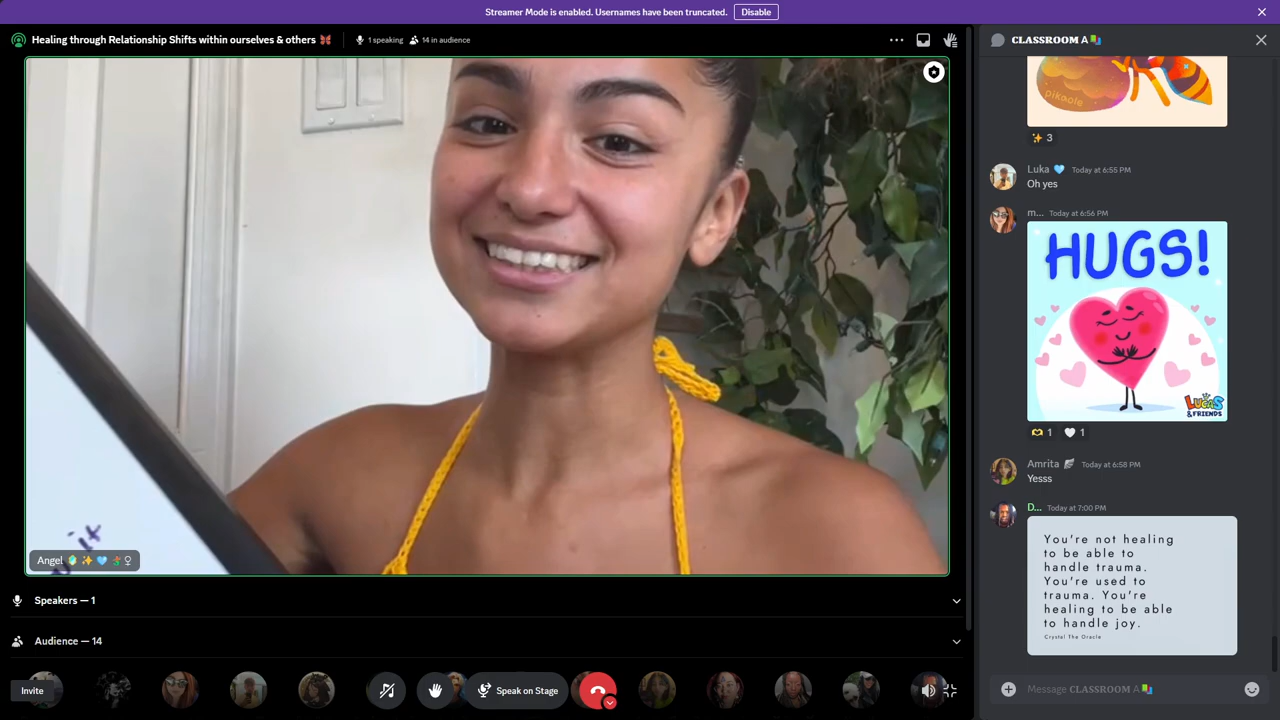 Streamer Mode is enabled. Usernames have been truncated.
Disable
Healing through Relationship Shifts within ourselves & others
1 speaking
14 in audience
CLASSROOM A
pikaole
3
Luka
Today at 6:55 PM
Oh yes
m...
Today at 6:56 PM
HUGS!
LUCAS
& FRIENDS
1
1
Amrita
Today at 6:58 PM
Yesss
D...
Today at 7:00 PM
You're not healing
to be able to
handle trauma.
You're used to
trauma. You're
healing to be able
to handle joy.
Crystal The Oracle
Angel
Speakers — 1
Audience — 14
Invite
Speak on Stage
Message CLASSROOM A